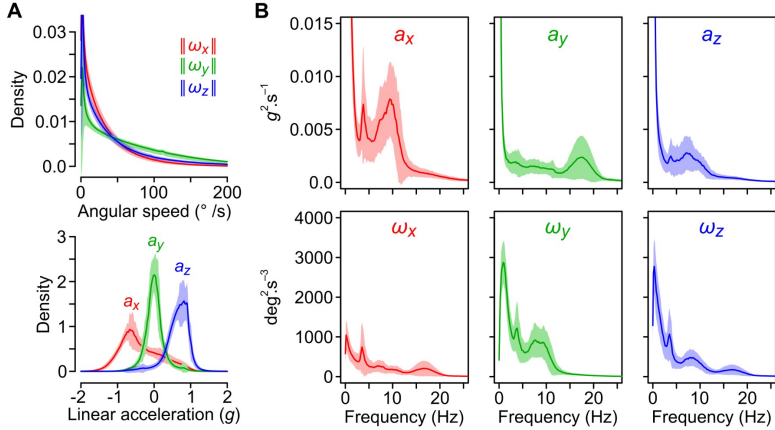 A
0.03
0.02
0.01
0.0
Density
‖ωx‖
‖ωy‖
‖ωz‖
0 100 200
Angular speed (° /s)
3
2
1
0
Density
ax
ay
az
-2 -1 0 1 2
Linear acceleration (g)
B
0.015
0.010
0.005
0.0
g².s⁻¹
ax
ay
az
4000
3000
2000
1000
0
deg².s⁻³
ωx
ωy
ωz
0 10 20
0 10 20
0 10 20
Frequency (Hz)
Frequency (Hz)
Frequency (Hz)